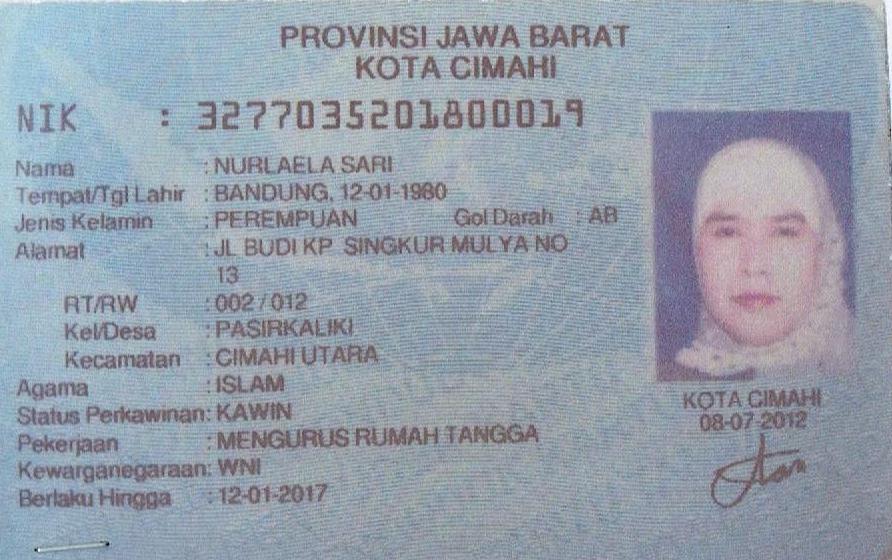 PROVINSI JAWA BARAT
KOTA CIMAHI
NIK : 3277035201800019
Nama : NURLAELA SARI
Tempat/Tgl Lahir : BANDUNG, 12-01-1980
Jenis Kelamin : PEREMPUAN Gol Darah : AB
Alamat : JL BUDI KP SINGKUR MULYA NO
13
RT/RW : 002 / 012
Kel/Desa : PASIRKALIKI
Kecamatan : CIMAHI UTARA
Agama : ISLAM
Status Perkawinan: KAWIN
Pekerjaan : MENGURUS RUMAH TANGGA
Kewarganegaraan: WNI
Berlaku Hingga : 12-01-2017
KOTA CIMAHI
08-07-2012